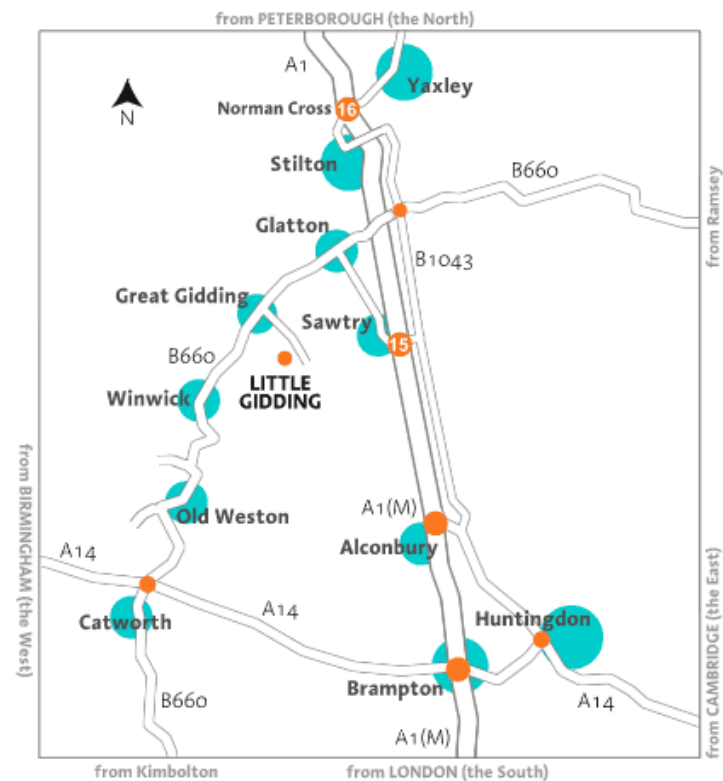 from PETERBOROUGH (the North)
A1
Yaxley
N
Norman Cross
16
Stilton
B660
from Ramsey
Glatton
B1043
Great Gidding
Sawtry
15
B660
LITTLE
GIDDING
Winwick
from BIRMINGHAM (the West)
A1(M)
Old Weston
Alconbury
A14
from CAMBRIDGE (the East)
A14
Huntingdon
Catworth
Brampton
B660
A14
A1(M)
from Kimbolton
from LONDON (the South)